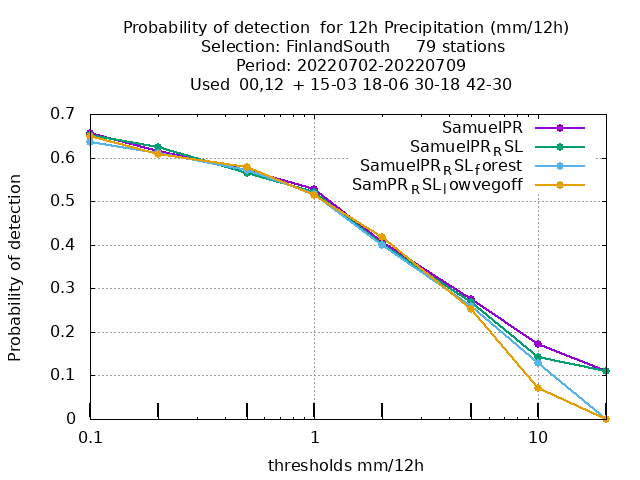 Probability of detection  for 12h Precipitation (mm/12h)
Selection: FinlandSouth     79 stations
Period: 20220702-20220709
Used  00,12  + 15-03 18-06 30-18 42-30
0.7
0.6
0.5
0.4
0.3
0.2
0.1
0
Probability of detection
SamuelPR
SamuelPR_RSL
SamuelPR_RSL_forest
SamPR_RSL_lowvegoff
0.1 1 10
thresholds mm/12h